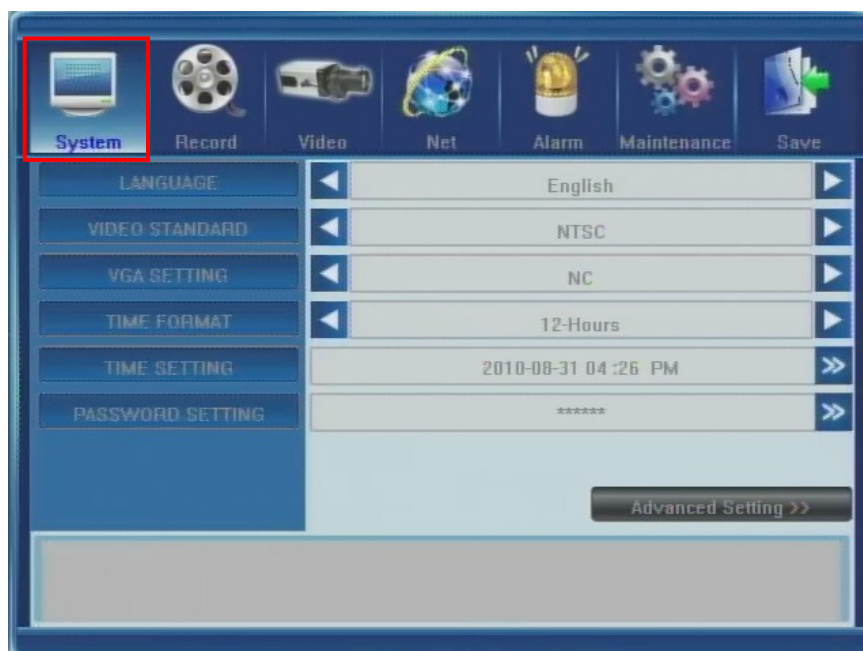 System Record Video Net Alarm Maintenance Save
LANGUAGE English
VIDEO STANDARD NTSC
VGA SETTING NC
TIME FORMAT 12-Hours
TIME SETTING 2010-08-31 04 :26 PM
PASSWORD SETTING ******
Advanced Setting >>